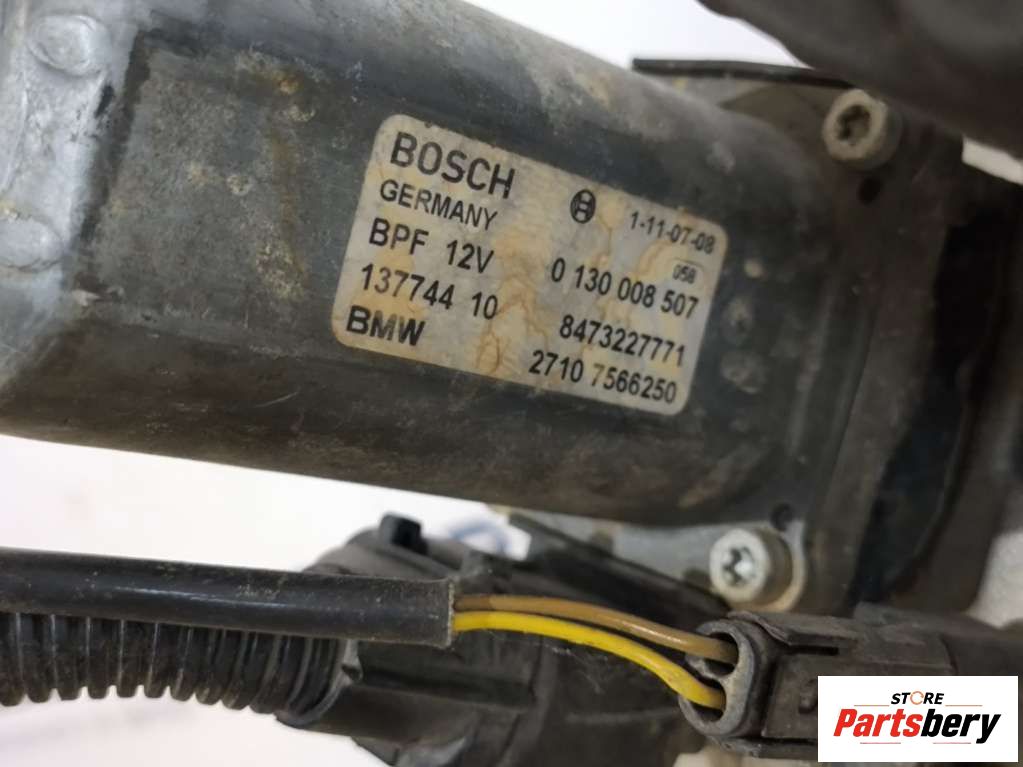 BOSCH
GERMANY 1-11-07-08
BPF 12V 058
0 130 008 507
137744 10 8473227771
BMW 2710 7566250
STORE
Partsbery